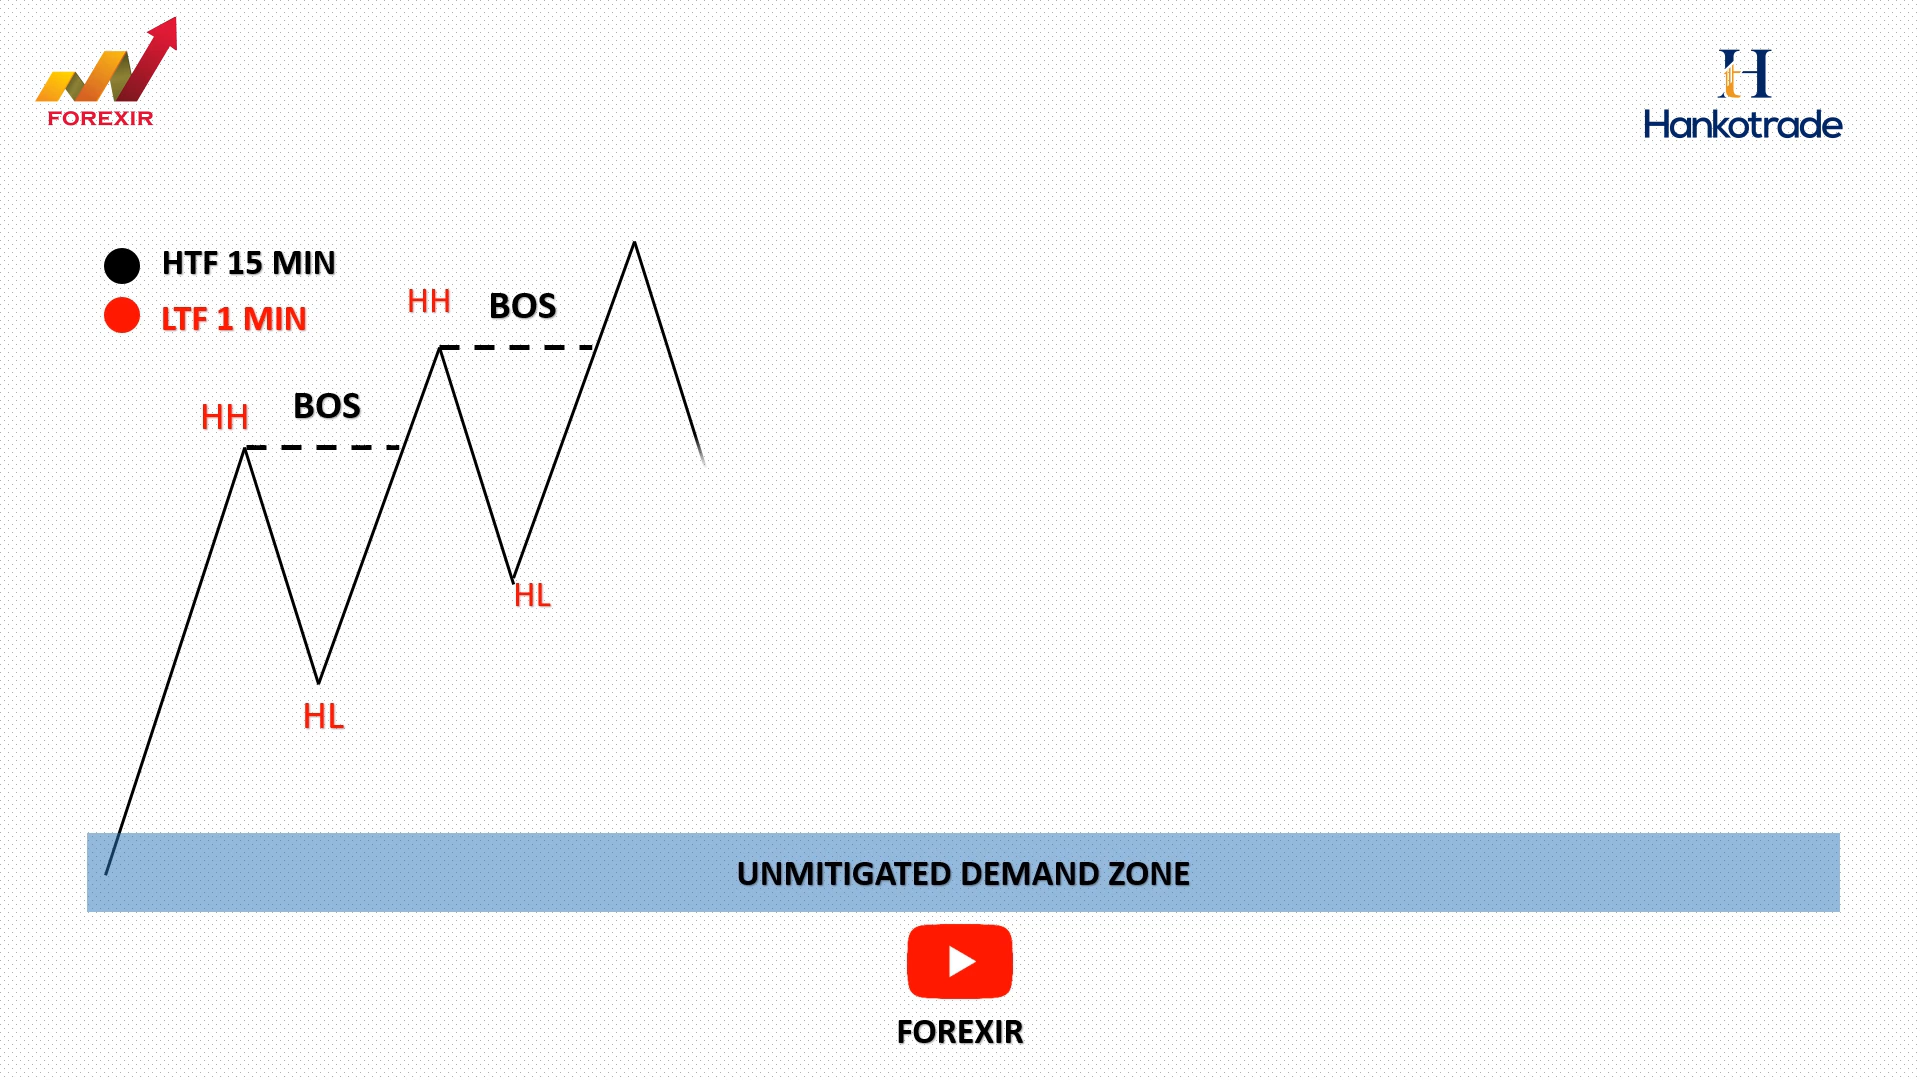 FOREXIR
Hankotrade
HTF 15 MIN
LTF 1 MIN
HH
BOS
HH
BOS
HL
HL
UNMITIGATED DEMAND ZONE
FOREXIR